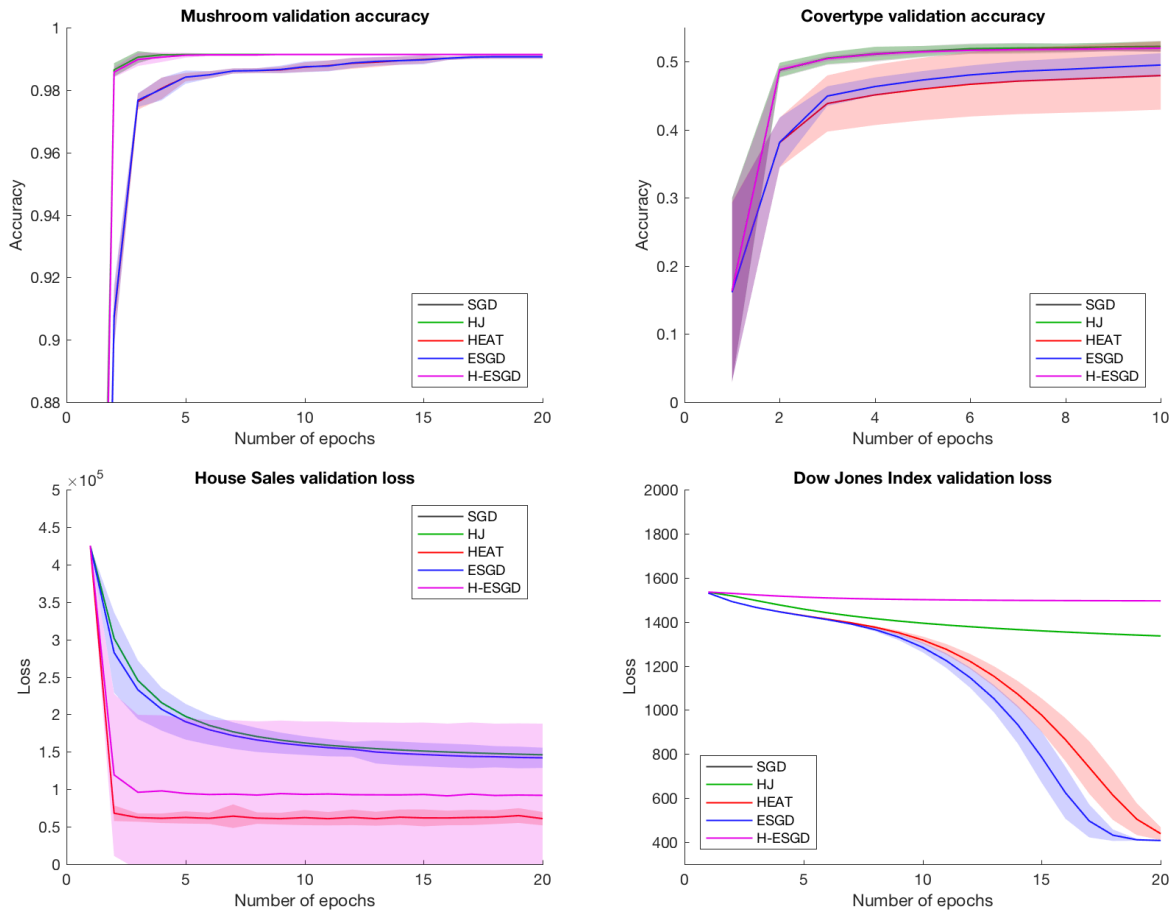 Mushroom validation accuracy
1
0.98
0.96
0.94
0.92
0.9
0.88
Accuracy
0
5
10
15
20
Number of epochs
SGD
HJ
HEAT
ESGD
H-ESGD
Covertype validation accuracy
0.5
0.4
0.3
0.2
0.1
0
Accuracy
0
2
4
6
8
10
Number of epochs
SGD
HJ
HEAT
ESGD
H-ESGD
House Sales validation loss
×10⁵
5
4.5
4
3.5
3
2.5
2
1.5
1
0.5
0
Loss
0
5
10
15
20
Number of epochs
SGD
HJ
HEAT
ESGD
H-ESGD
Dow Jones Index validation loss
2000
1800
1600
1400
1200
1000
800
600
400
Loss
0
5
10
15
20
Number of epochs
SGD
HJ
HEAT
ESGD
H-ESGD